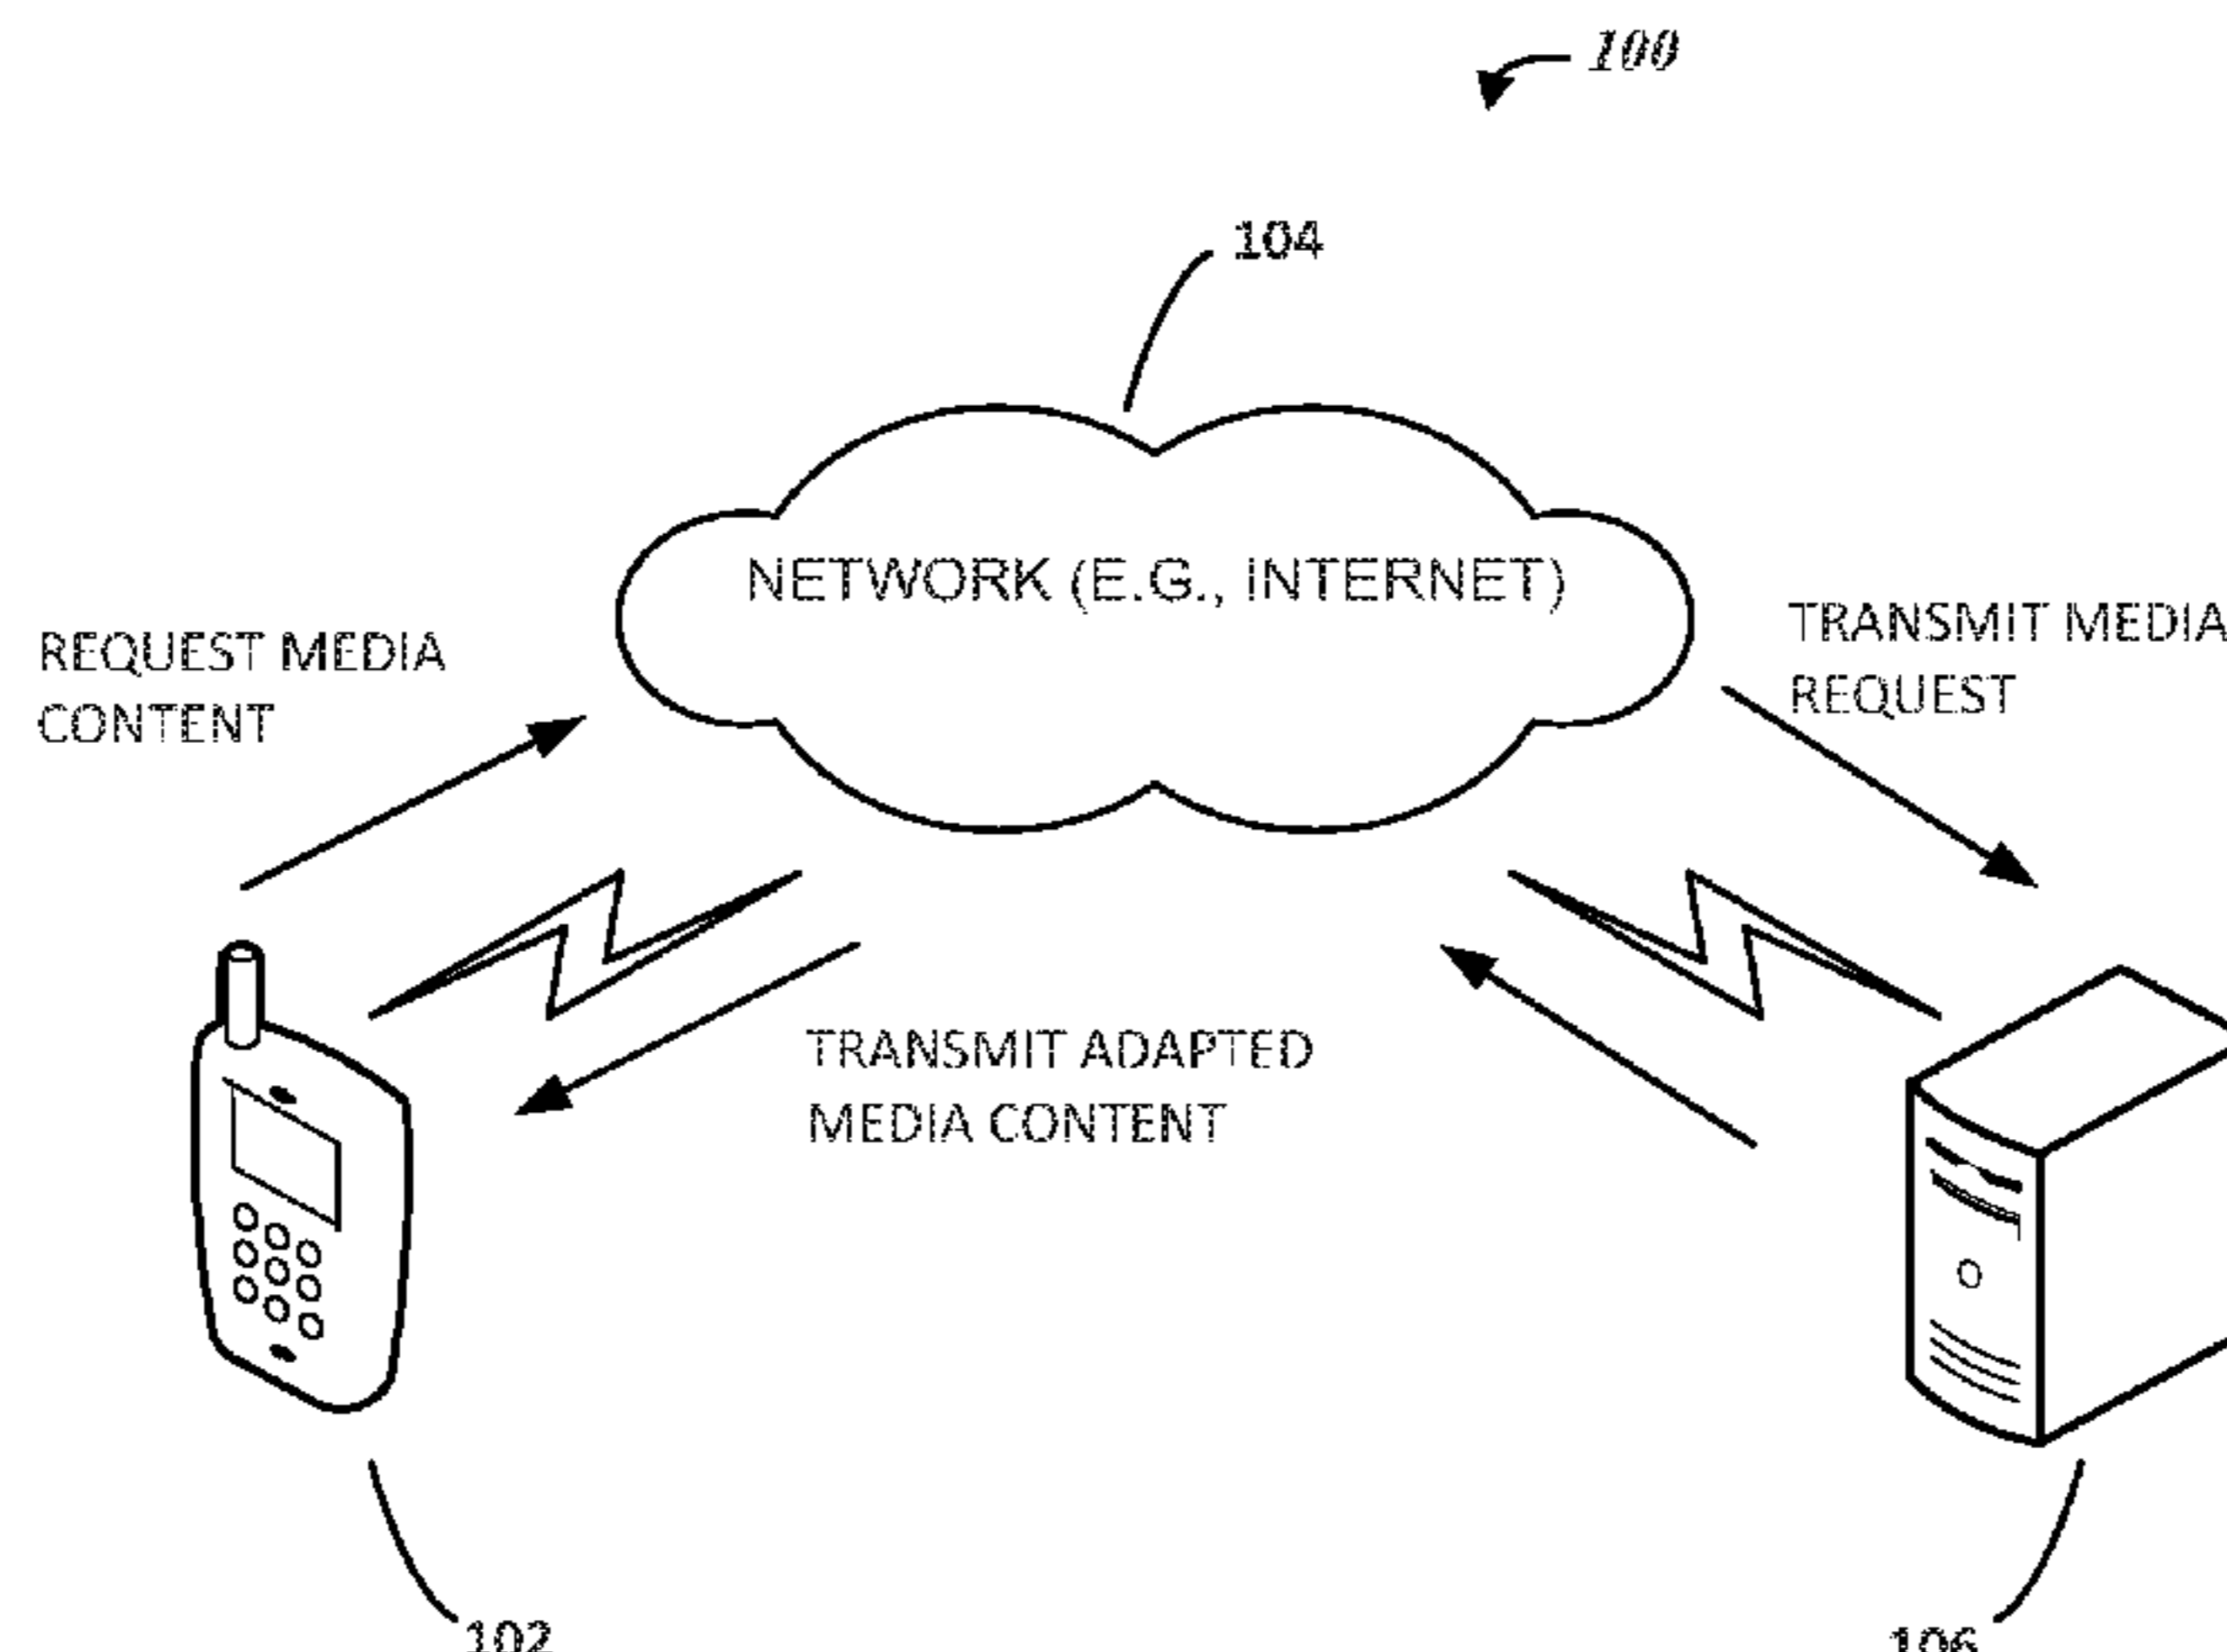 100
104
NETWORK (E.G., INTERNET)
REQUEST MEDIA
CONTENT
TRANSMIT MEDIA
REQUEST
TRANSMIT ADAPTED
MEDIA CONTENT
102
106